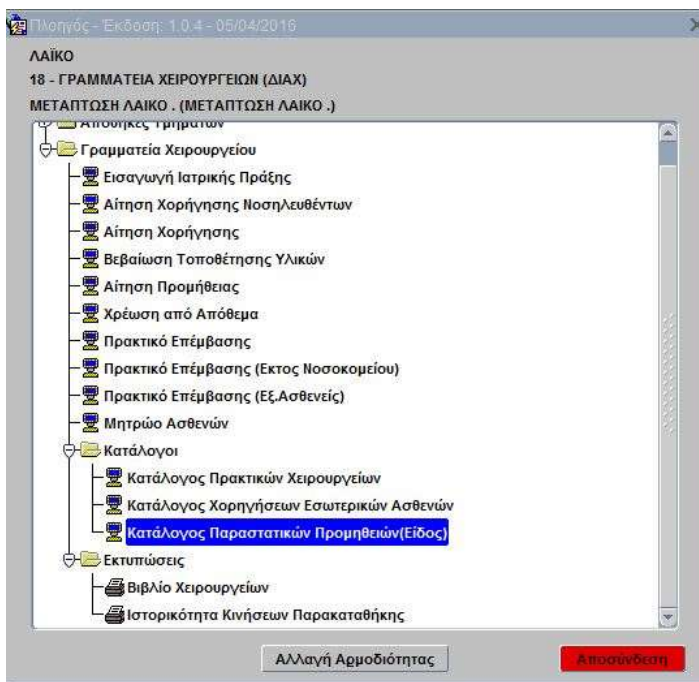 Πλοηγός - Έκδοση: 1.0.4 - 05/04/2016
ΛΑΪΚΟ
18 - ΓΡΑΜΜΑΤΕΙΑ ΧΕΙΡΟΥΡΓΕΙΩΝ (ΔΙΑΧ)
ΜΕΤΑΠΤΩΣΗ ΛΑΙΚΟ . (ΜΕΤΑΠΤΩΣΗ ΛΑΙΚΟ .)
Αποθήκες Τμημάτων
Γραμματεία Χειρουργείου
Εισαγωγή Ιατρικής Πράξης
Αίτηση Χορήγησης Νοσηλευθέντων
Αίτηση Χορήγησης
Βεβαίωση Τοποθέτησης Υλικών
Αίτηση Προμήθειας
Χρέωση από Απόθεμα
Πρακτικό Επέμβασης
Πρακτικό Επέμβασης (Εκτος Νοσοκομείου)
Πρακτικό Επέμβασης (Εξ.Ασθενείς)
Μητρώο Ασθενών
Κατάλογοι
Κατάλογος Πρακτικών Χειρουργείων
Κατάλογος Χορηγήσεων Εσωτερικών Ασθενών
Κατάλογος Παραστατικών Προμηθειών(Είδος)
Εκτυπώσεις
Βιβλίο Χειρουργείων
Ιστορικότητα Κινήσεων Παρακαταθήκης
Αλλαγή Αρμοδιότητας Αποσύνδεση